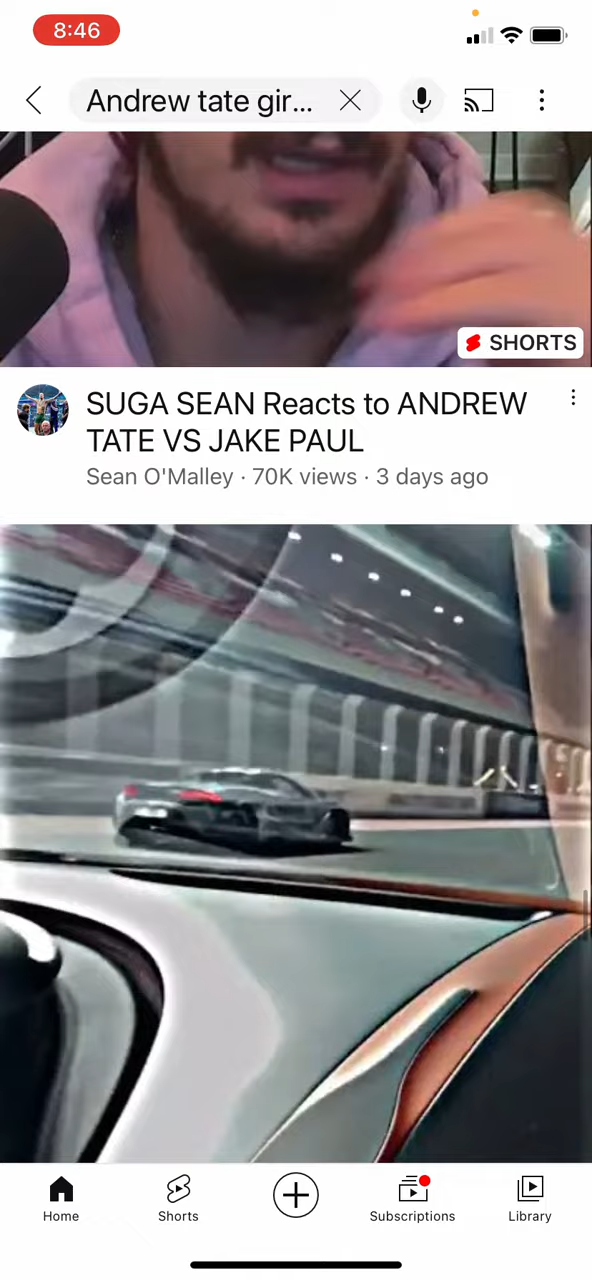 8:46
Andrew tate gir...
SHORTS
SUGA SEAN Reacts to ANDREW
TATE VS JAKE PAUL
Sean O'Malley · 70K views · 3 days ago
Home
Shorts
Subscriptions
Library